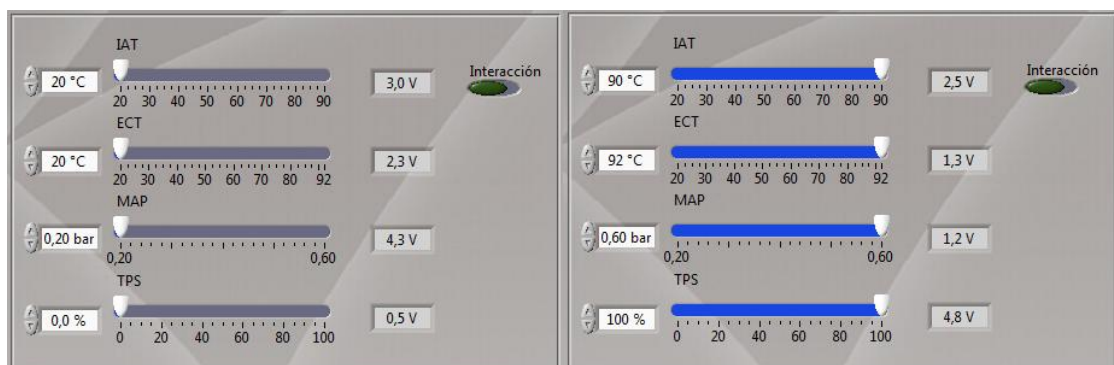 IAT
20 °C
3,0 V
Interacción
20 30 40 50 60 70 80 90
ECT
20 °C
2,3 V
20 30 40 50 60 70 80 92
MAP
0,20 bar
4,3 V
0,20 0,60
TPS
0,0 %
0,5 V
0 20 40 60 80 100
IAT
90 °C
2,5 V
Interacción
20 30 40 50 60 70 80 90
ECT
92 °C
1,3 V
20 30 40 50 60 70 80 92
MAP
0,60 bar
1,2 V
0,20 0,60
TPS
100 %
4,8 V
0 20 40 60 80 100